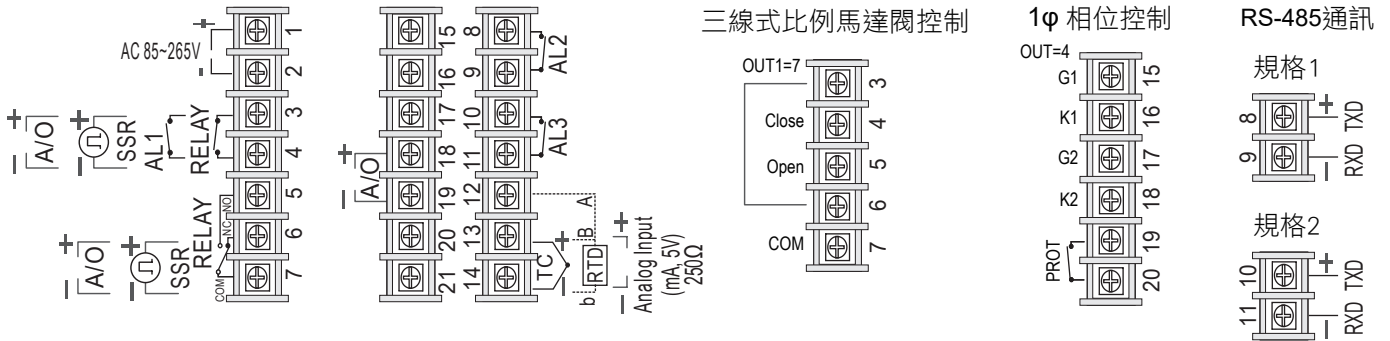 AC 85~265V
1
2
3
4
5
6
7
+ A/O -
+ SSR -
AL1
RELAY
+ A/O -
+ SSR -
RELAY
NO
NC
COM
15
16
17
18
19
20
21
+ A/O -
8
9
10
11
12
13
14
AL2
AL3
A
B
b
+ TC -
RTD
+ Analog Input -
(mA, 5V)
250Ω
三線式比例馬達閥控制
OUT1=7
Close
Open
COM
3
4
5
6
7
1φ 相位控制
OUT=4
G1
K1
G2
K2
PROT
15
16
17
18
19
20
RS-485通訊
規格1
8 + TXD
9 - RXD
規格2
10 + TXD
11 - RXD